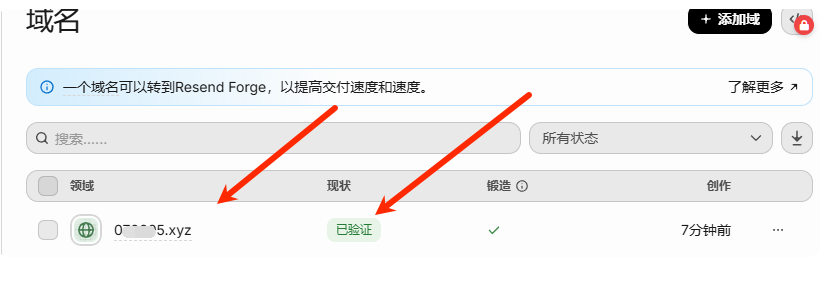 域名
+ 添加域
一个域名可以转到Resend Forge，以提高交付速度和速度。
了解更多 ↗
搜索......
所有状态
领域
现状
锻造
创作
已验证
7分钟前